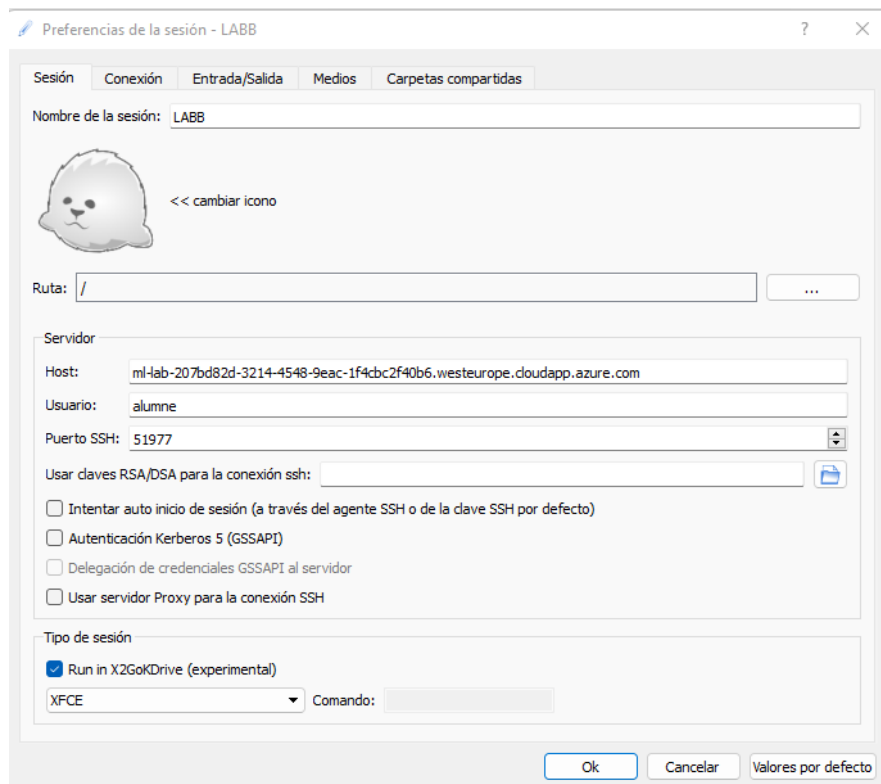 Preferencias de la sesión - LABB
?
Sesión Conexión Entrada/Salida Medios Carpetas compartidas
Nombre de la sesión: LABB
<< cambiar icono
Ruta: / ...
Servidor
Host: ml-lab-207bd82d-3214-4548-9eac-1f4cbc2f40b6.westeurope.cloudapp.azure.com
Usuario: alumne
Puerto SSH: 51977
Usar claves RSA/DSA para la conexión ssh:
Intentar auto inicio de sesión (a través del agente SSH o de la clave SSH por defecto)
Autenticación Kerberos 5 (GSSAPI)
Delegación de credenciales GSSAPI al servidor
Usar servidor Proxy para la conexión SSH
Tipo de sesión
Run in X2GoKDrive (experimental)
XFCE Comando:
Ok Cancelar Valores por defecto